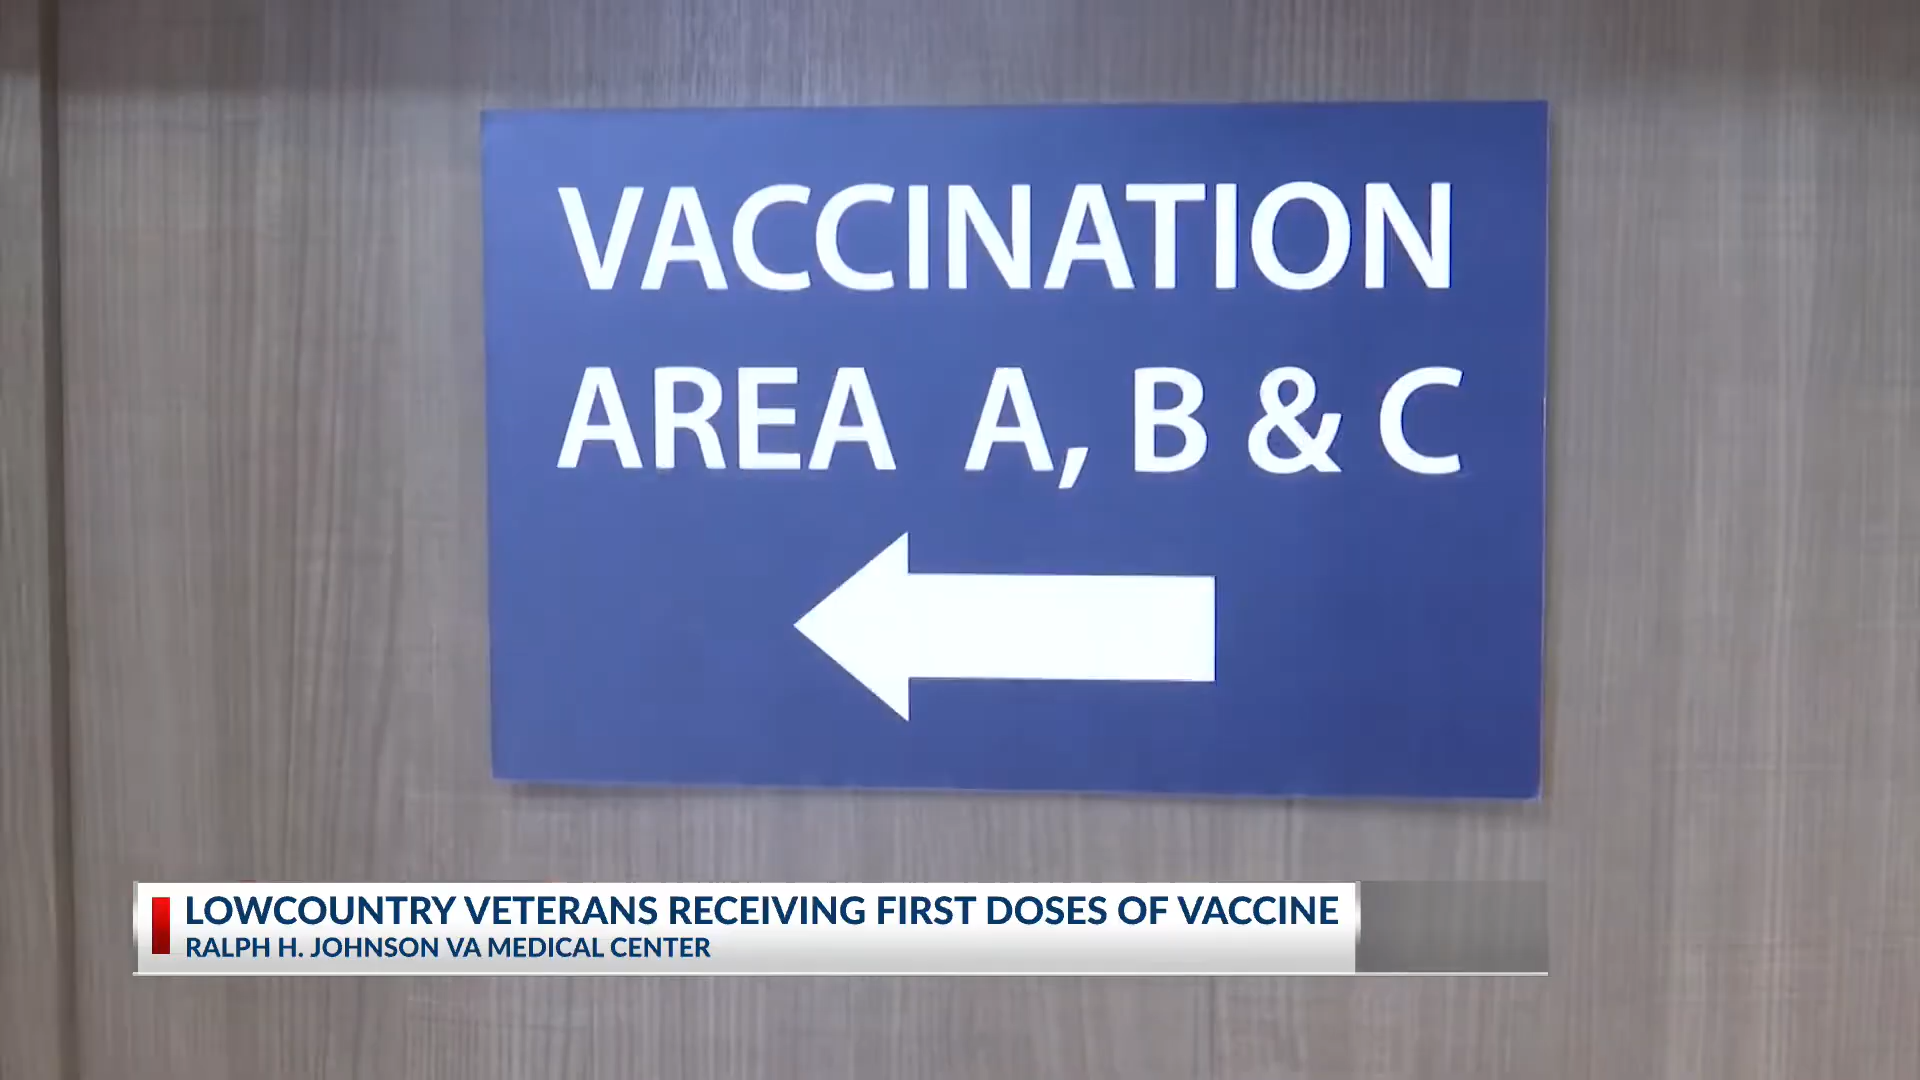 VACCINATION
AREA A, B & C
LOWCOUNTRY VETERANS RECEIVING FIRST DOSES OF VACCINE
RALPH H. JOHNSON VA MEDICAL CENTER